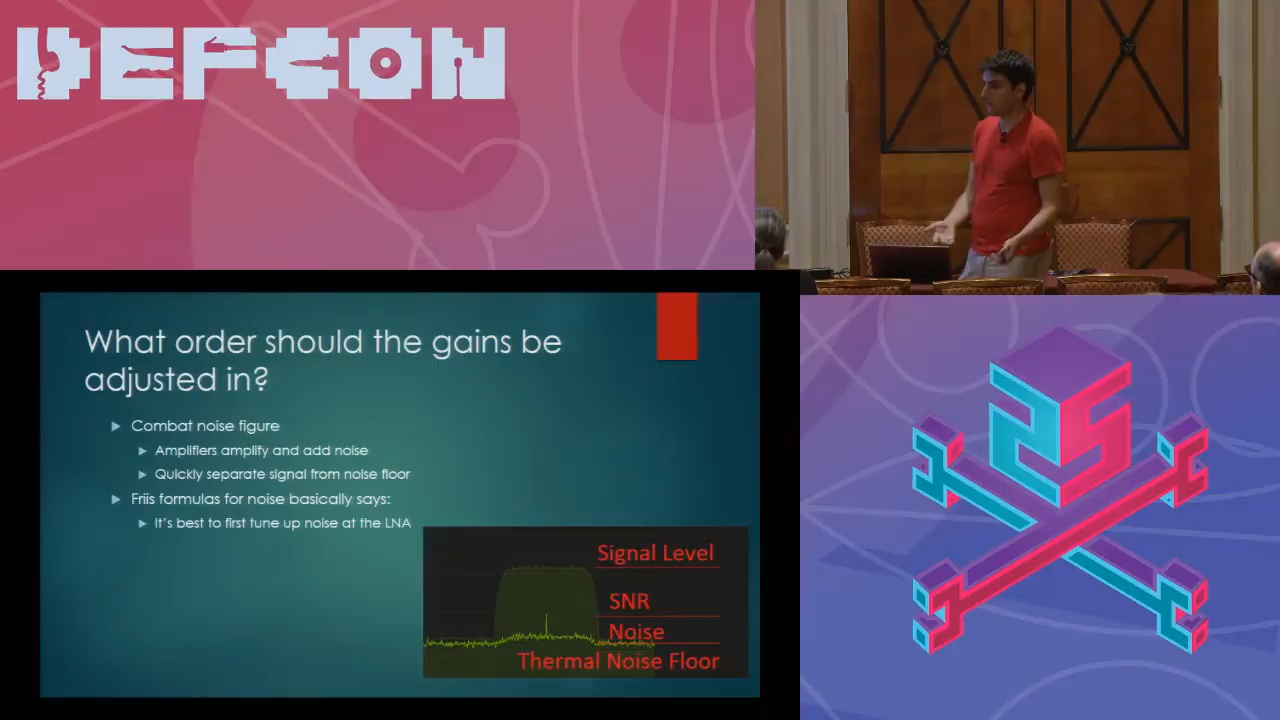 DEFCON
What order should the gains be
adjusted in?
Combat noise figure
Amplifiers amplify and add noise
Quickly separate signal from noise floor
Friis formulas for noise basically says:
It's best to first tune up noise at the LNA
Signal Level
SNR
Noise
Thermal Noise Floor
25